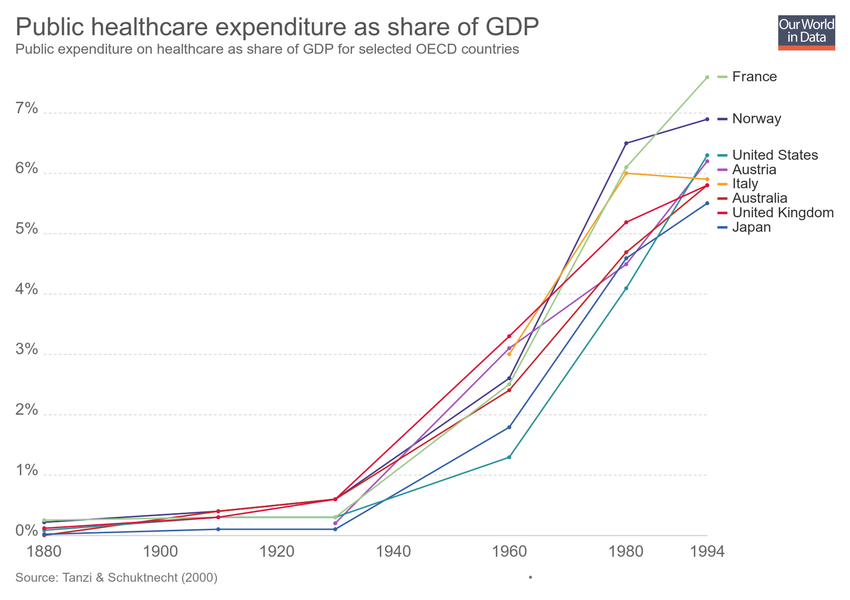 Public healthcare expenditure as share of GDP
Public expenditure on healthcare as share of GDP for selected OECD countries
Our World
in Data
France
7%
Norway
6%
United States
Austria
Italy
Australia
United Kingdom
Japan
5%
4%
3%
2%
1%
0%
1880 1900 1920 1940 1960 1980 1994
Source: Tanzi & Schuktnecht (2000)